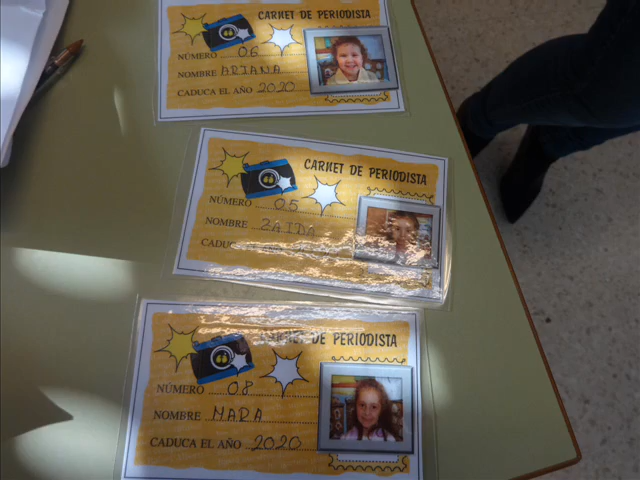 CARNET DE PERIODISTA
NÚMERO 06
NOMBRE ARIANA
CADUCA EL AÑO 2020
CARNET DE PERIODISTA
NÚMERO 05
NOMBRE ZAIDA
CARNET DE PERIODISTA
NÚMERO 08
NOMBRE MARA
CADUCA EL AÑO 2020